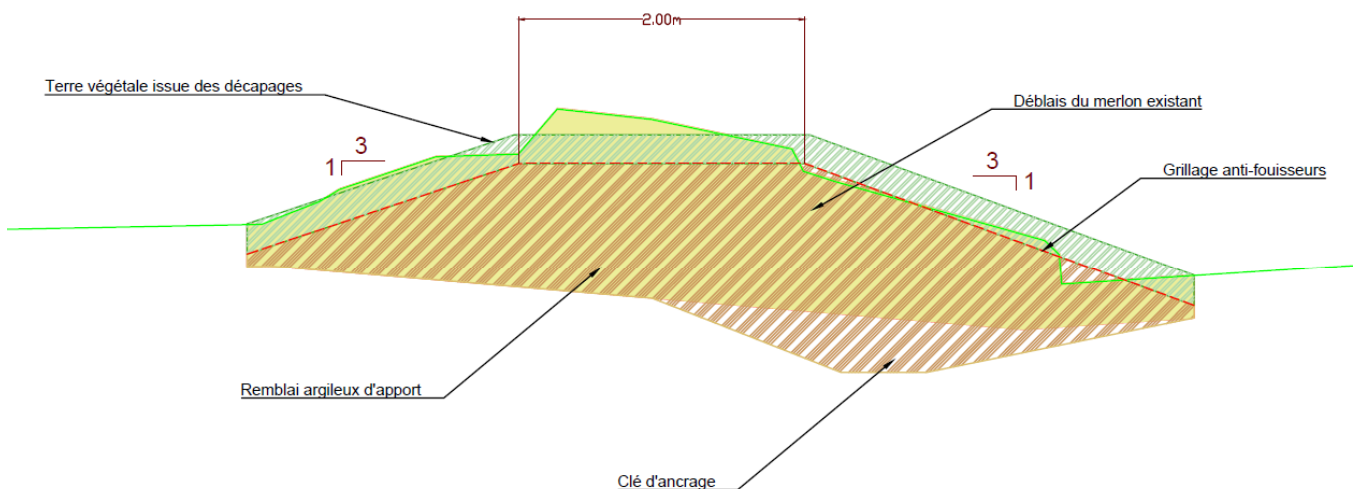 2.00m
Terre végétale issue des décapages
Déblais du merlon existant
3
1
3
1
Grillage anti-fouisseurs
Remblai argileux d'apport
Clé d'ancrage